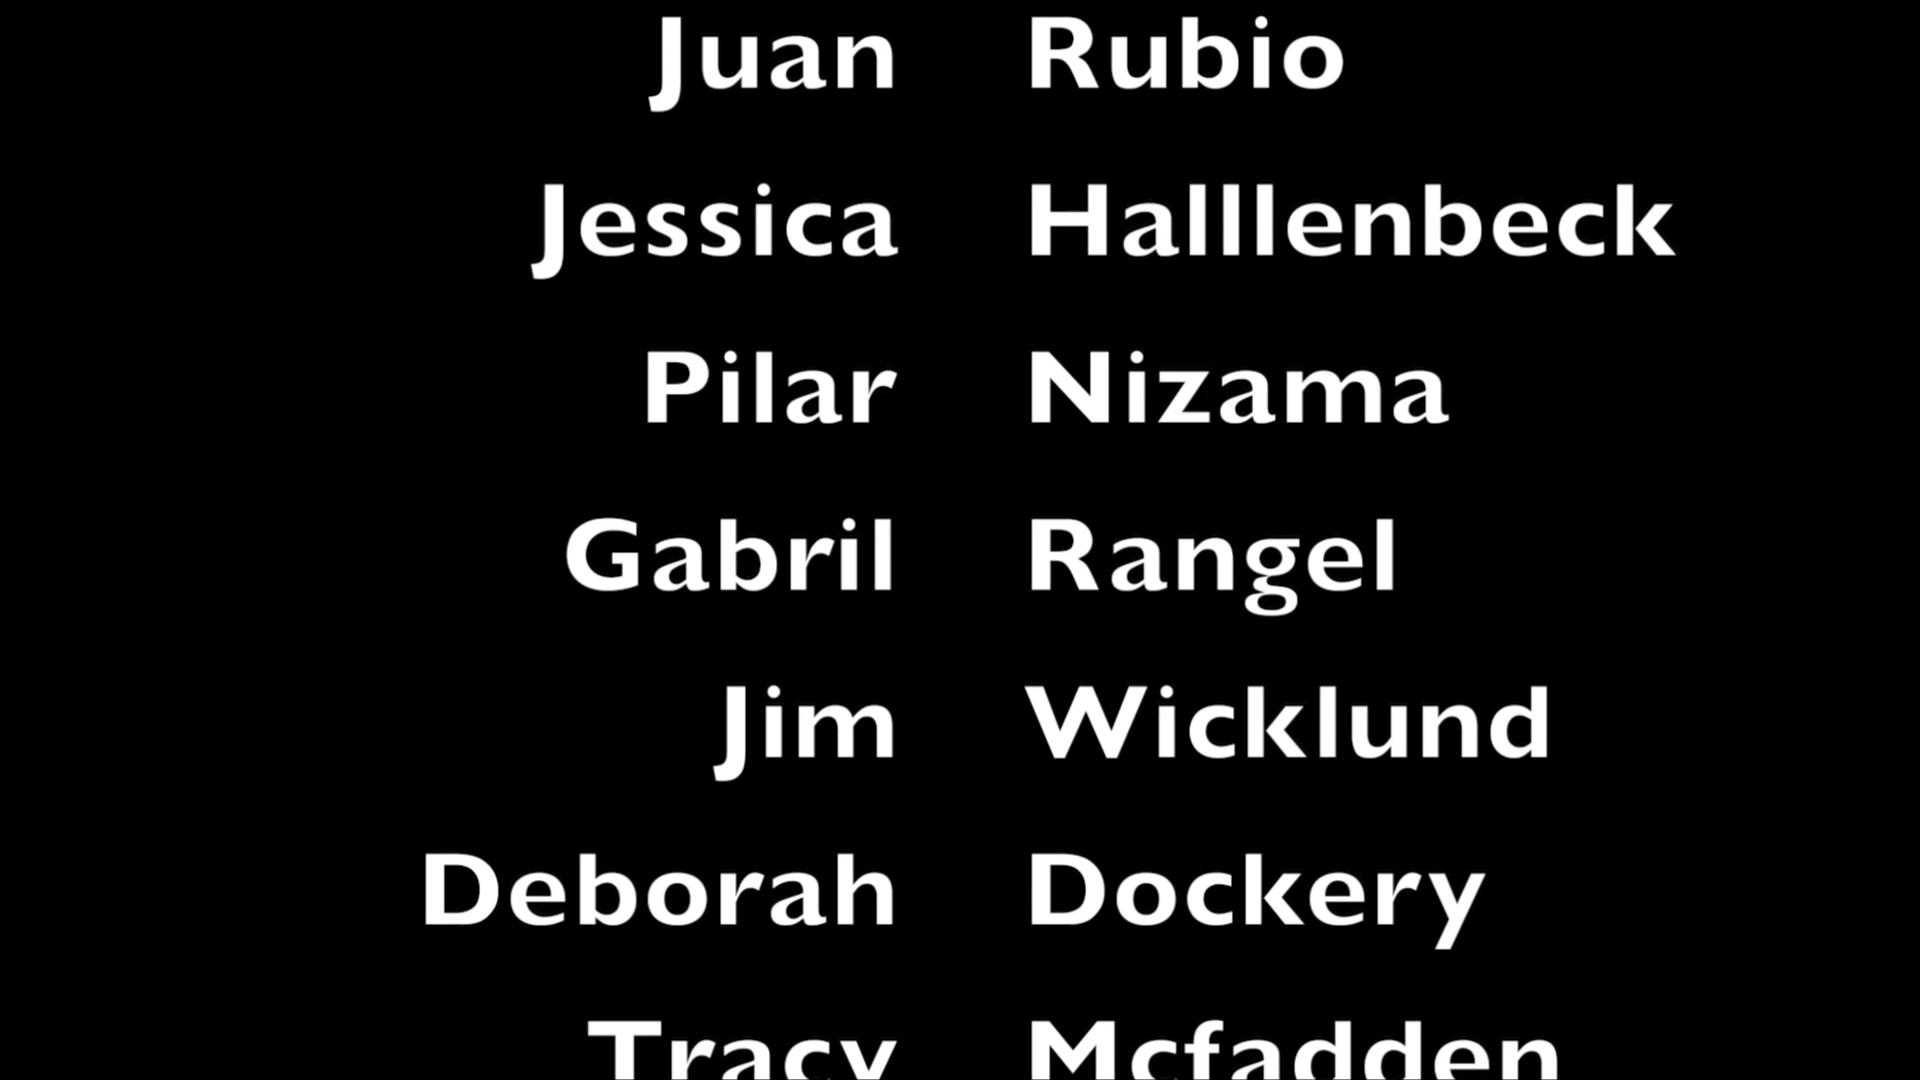 Juan Rubio
Jessica Halllenbeck
Pilar Nizama
Gabril Rangel
Jim Wicklund
Deborah Dockery
Tracy Mcfadden